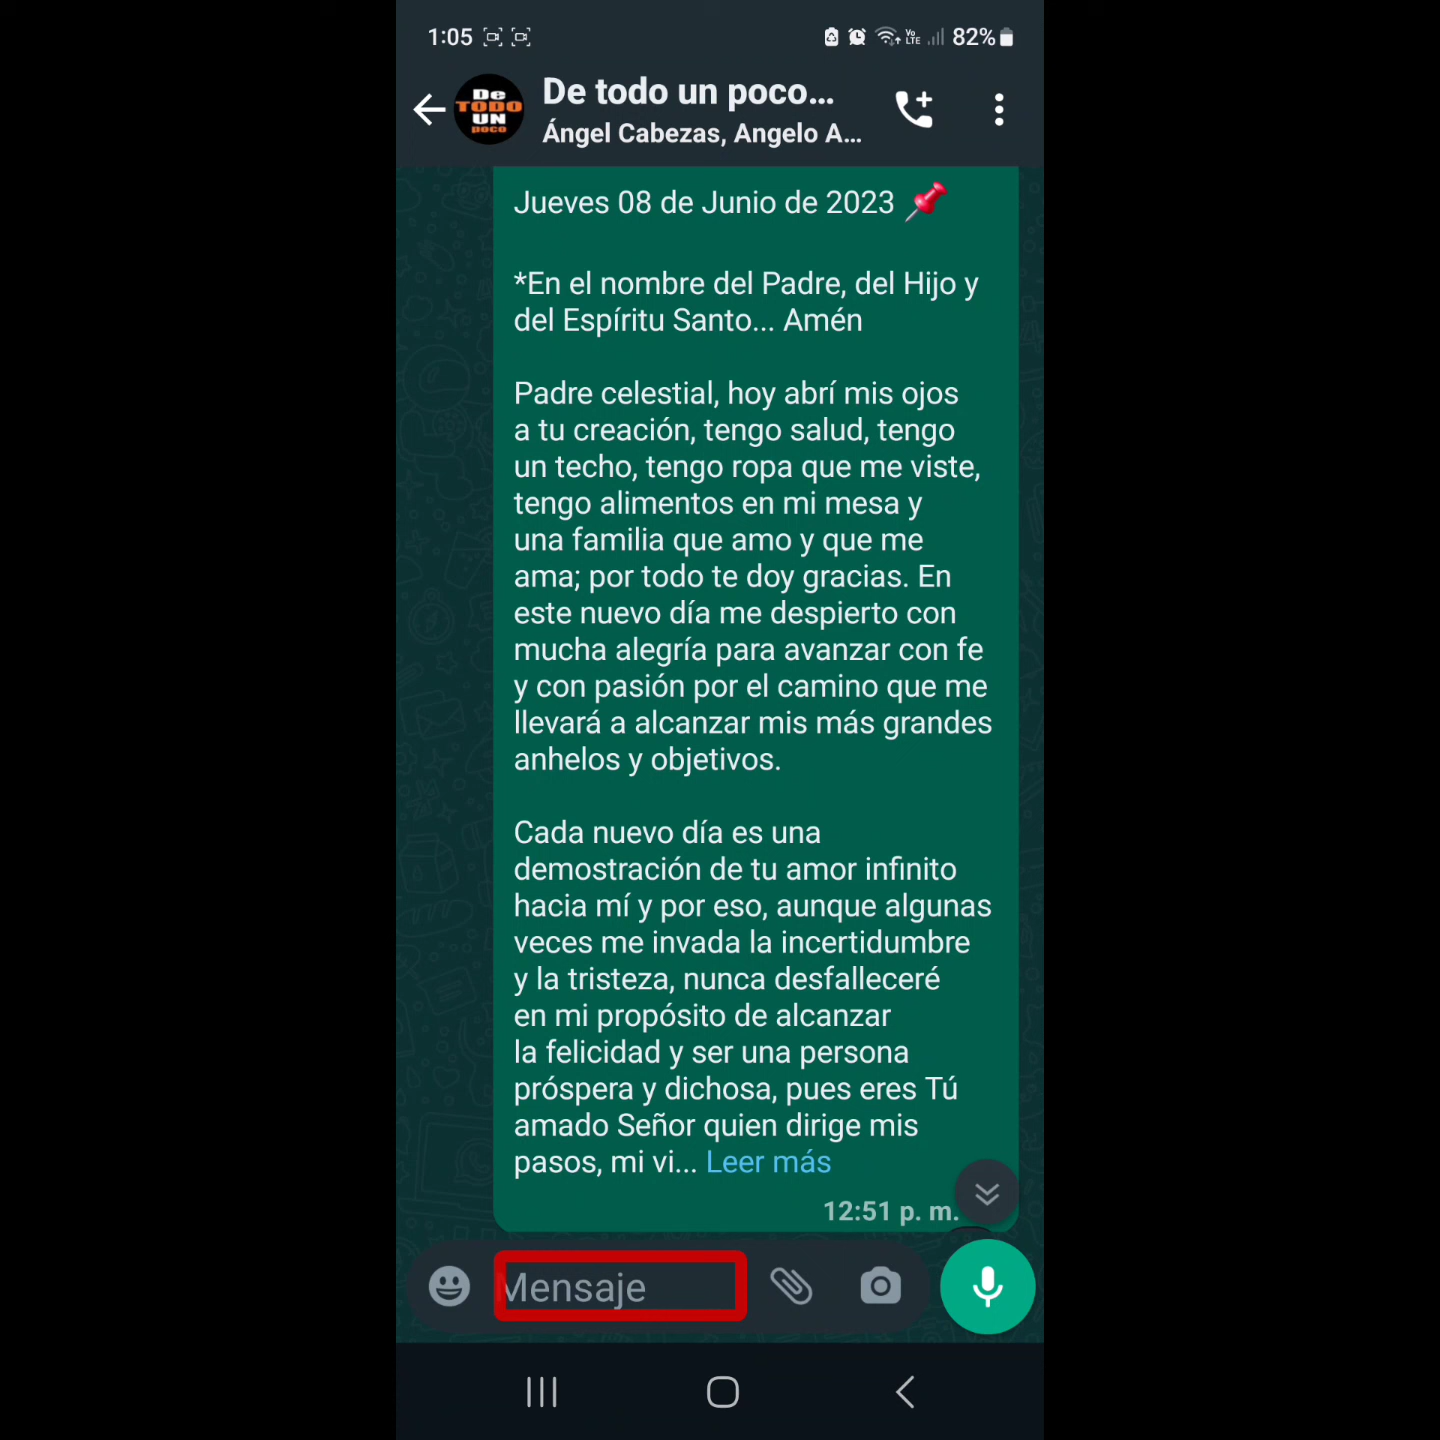 1:05
Vo
LTE
82%
De
TODO
UN
poco
De todo un poco...
Ángel Cabezas, Angelo A...
Jueves 08 de Junio de 2023
*En el nombre del Padre, del Hijo y
del Espíritu Santo... Amén
Padre celestial, hoy abrí mis ojos
a tu creación, tengo salud, tengo
un techo, tengo ropa que me viste,
tengo alimentos en mi mesa y
una familia que amo y que me
ama; por todo te doy gracias. En
este nuevo día me despierto con
mucha alegría para avanzar con fe
y con pasión por el camino que me
llevará a alcanzar mis más grandes
anhelos y objetivos.
Cada nuevo día es una
demostración de tu amor infinito
hacia mí y por eso, aunque algunas
veces me invada la incertidumbre
y la tristeza, nunca desfalleceré
en mi propósito de alcanzar
la felicidad y ser una persona
próspera y dichosa, pues eres Tú
amado Señor quien dirige mis
pasos, mi vi... Leer más
12:51 p. m.
Mensaje